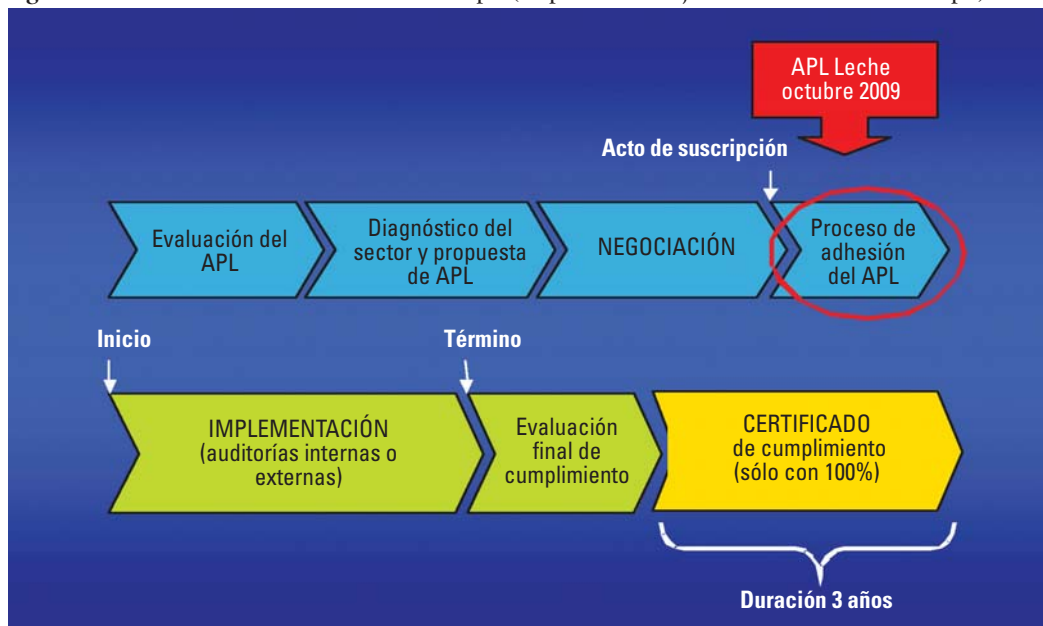 APL Leche
octubre 2009
Acto de suscripción
Evaluación del
APL
Diagnóstico del
sector y propuesta
de APL
NEGOCIACIÓN
Proceso de
adhesión
del APL
Inicio
Término
IMPLEMENTACIÓN
(auditorías internas o
externas)
Evaluación
final de
cumplimiento
CERTIFICADO
de cumplimiento
(sólo con 100%)
Duración 3 años